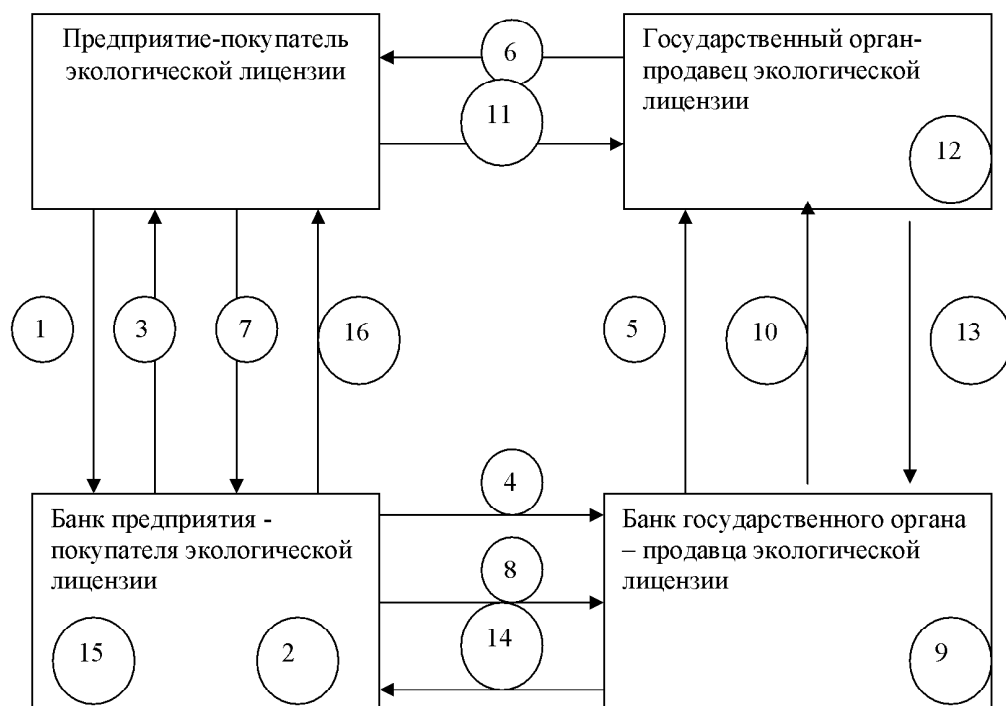 Предприятие-покупатель
экологической лицензии
6
11
Государственный орган-
продавец экологической
лицензии
12
1
3
7
16
5
10
13
4
8
14
Банк предприятия -
покупателя экологической
лицензии
15
2
Банк государственного органа
– продавца экологической
лицензии
9